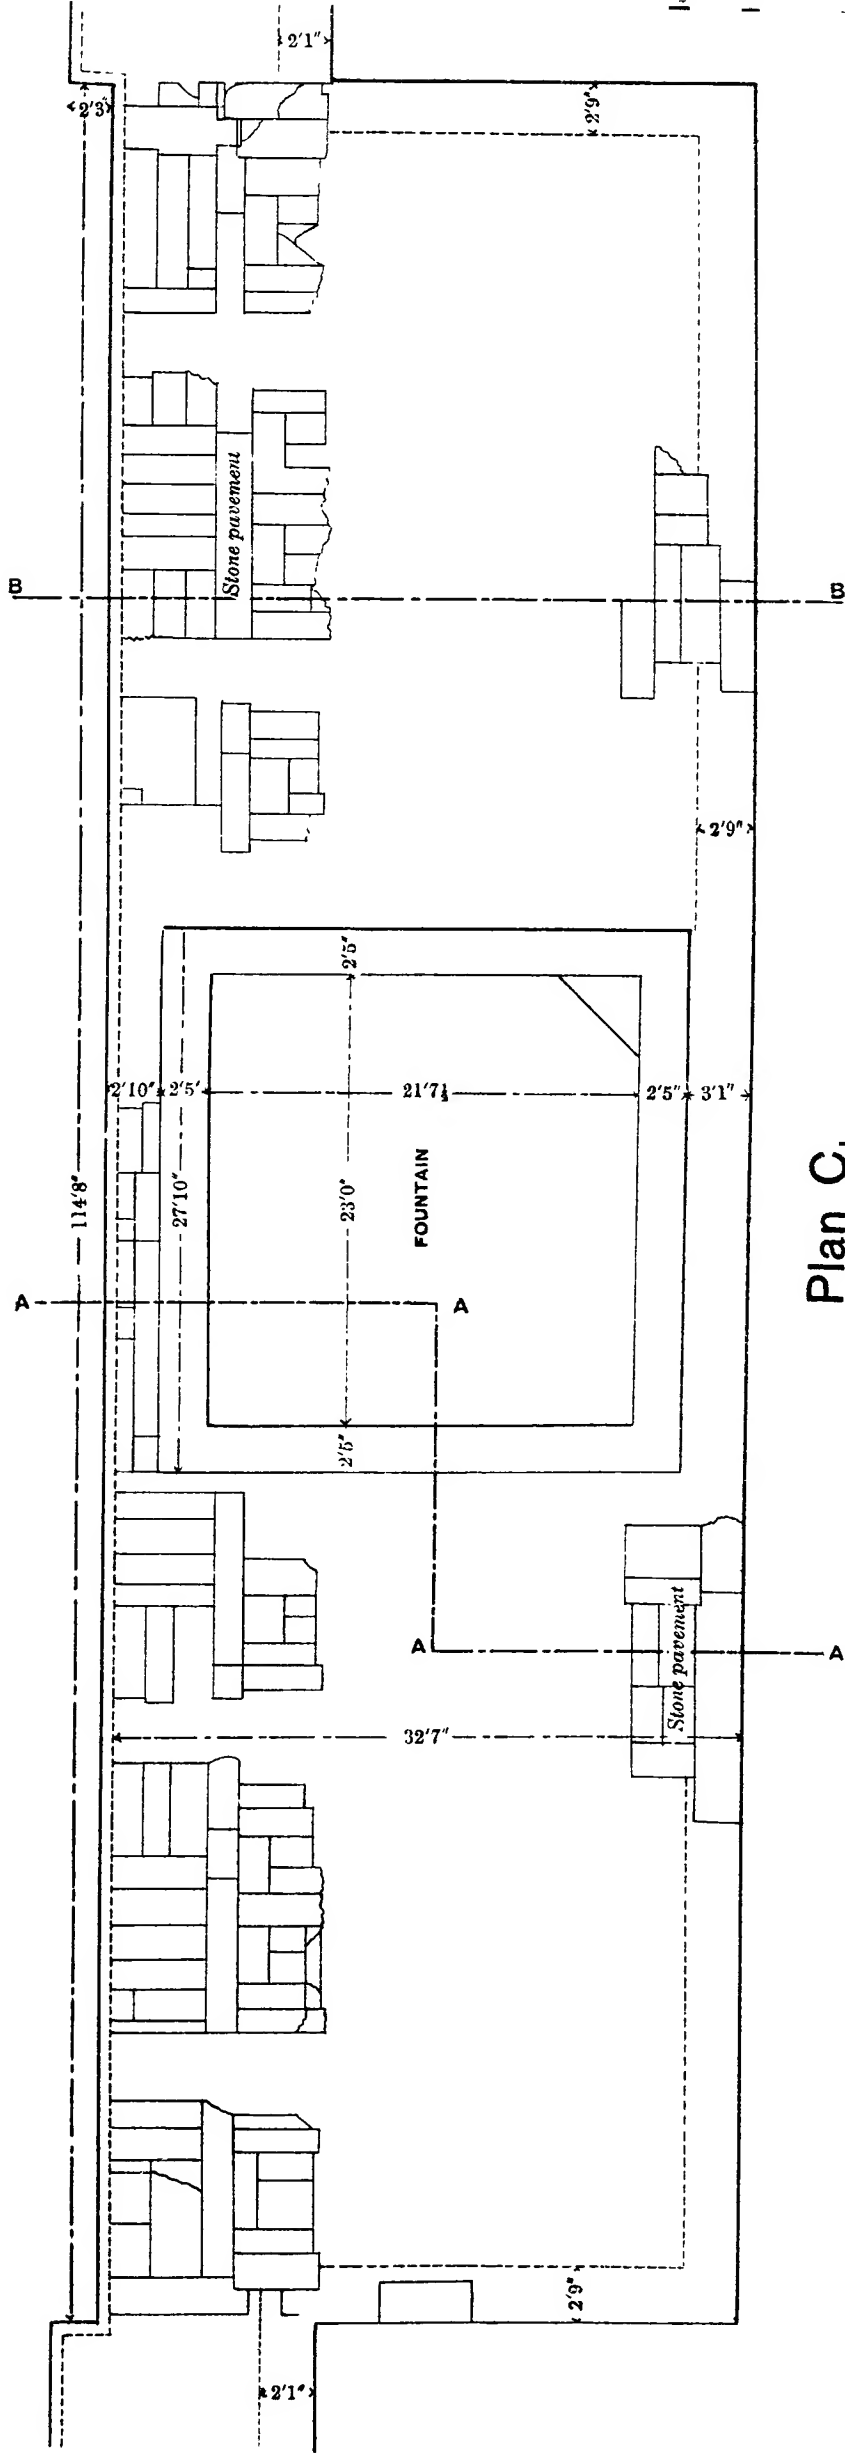 2'1"
2'3"
2'9"
Stone pavement
B
B
2'9"
2'5"
2'10"
2'5'
21'7½
2'5"
3'1"
114'8"
27'10"
23'0"
FOUNTAIN
A
A
2'5"
A
A
Stone pavement
32'7"
2'9"
2'1"
Plan C.